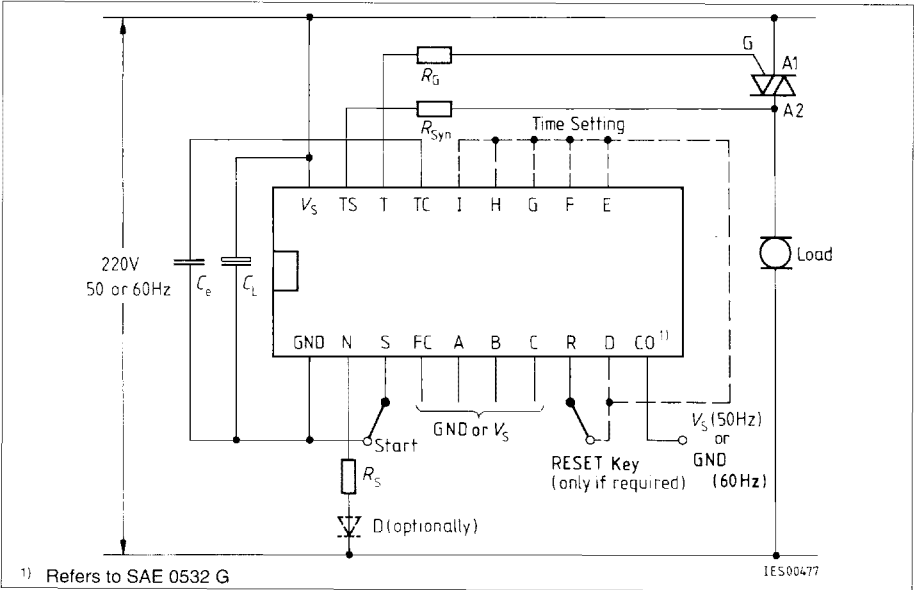 G
A1
R_G
A2
R_Syn
Time Setting
V_S TS T TC I H G F E
220V
50 or 60Hz
C_e
C_L
Load
GND N S FC A B C R D CO 1)
GND or V_S
Start
V_S (50Hz)
or
GND
(60Hz)
RESET Key
(only if required)
R_S
D (optionally)
1) Refers to SAE 0532 G
IES00477